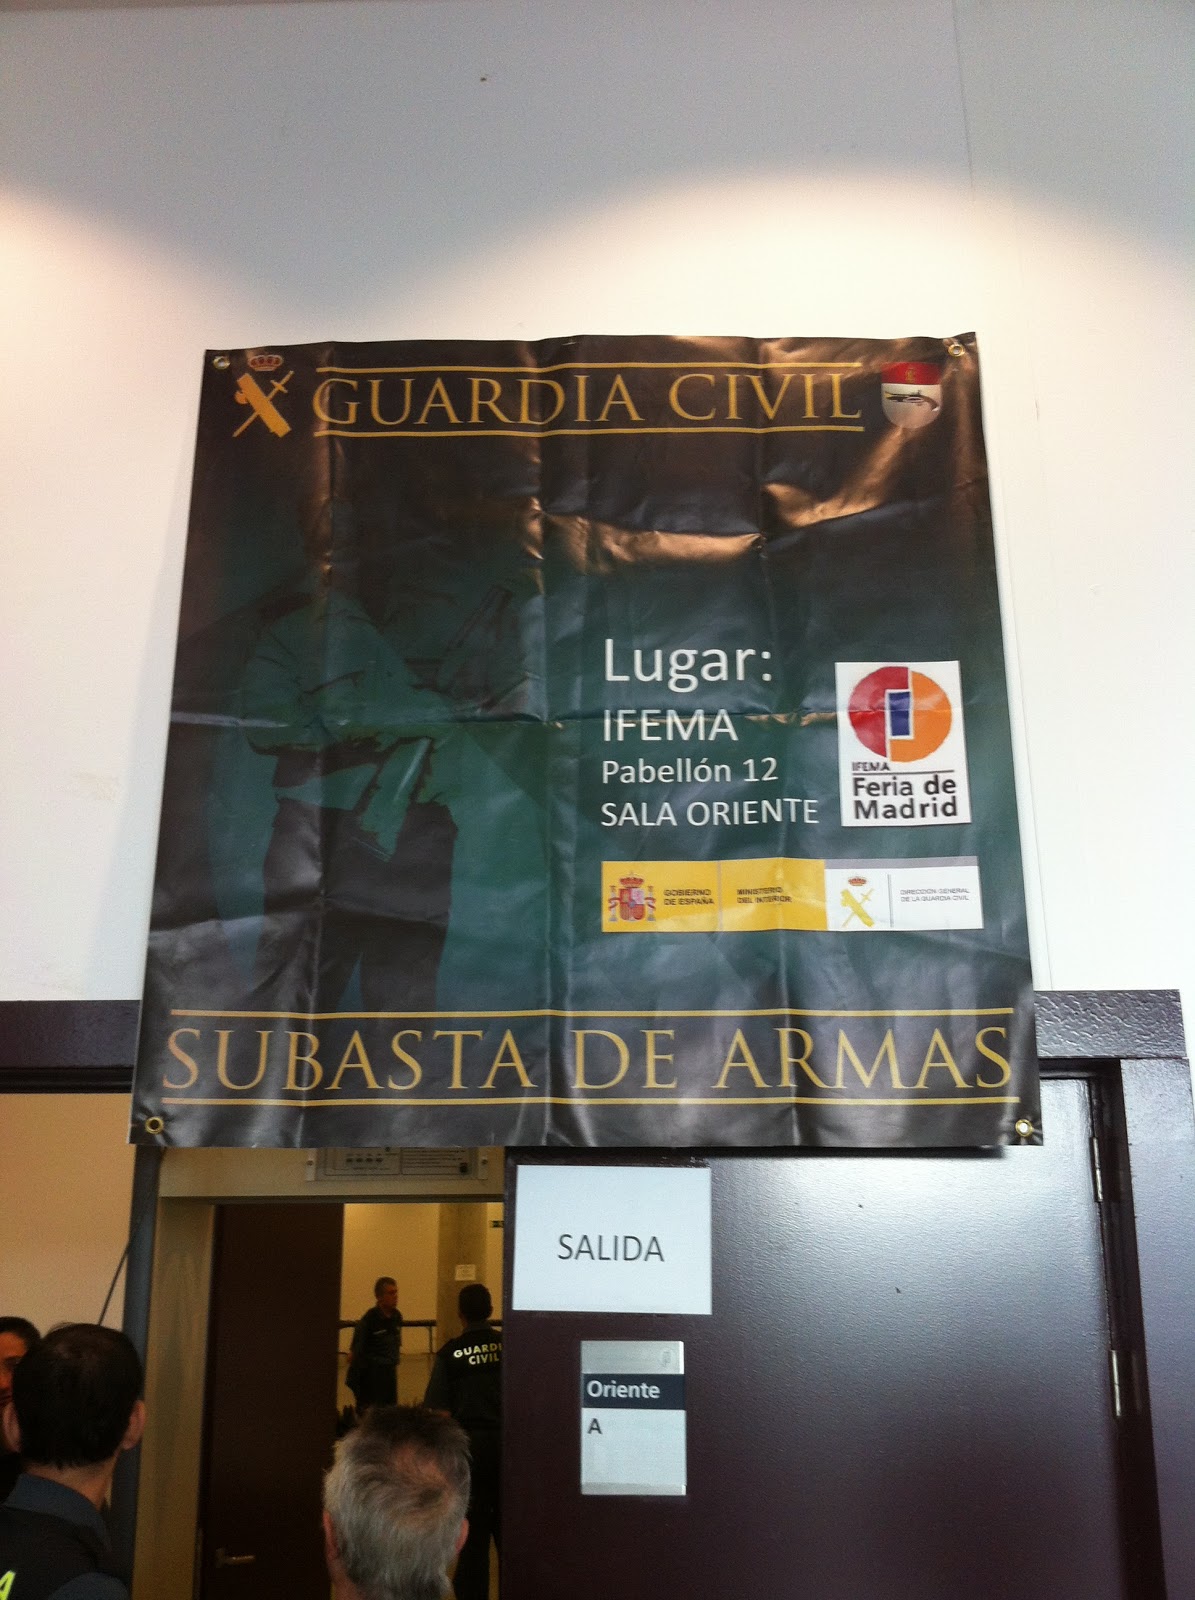 GUARDIA CIVIL
Lugar:
IFEMA
Pabellón 12
SALA ORIENTE
IFEMA
Feria de
Madrid
GOBIERNO
DE ESPAÑA
MINISTERIO
DEL INTERIOR
DIRECCIÓN GENERAL
DE LA GUARDIA CIVIL
SUBASTA DE ARMAS
SALIDA
Oriente
A
CIVIL